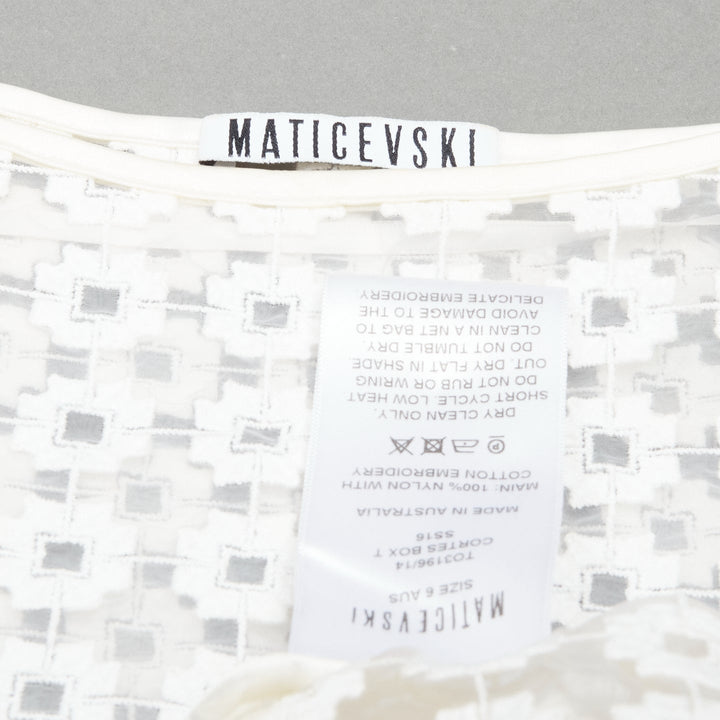 MATICEVSKI
MATICEVSKI
SIZE 6 AUS
TO3196/14
CORTES BOX T
SS16
MADE IN AUSTRALIA
MAIN: 100% NYLON WITH
COTTON EMBROIDERY
DRY CLEAN ONLY.
SHORT CYCLE. LOW HEAT
DO NOT RUB OR WRING
OUT. DRY FLAT IN SHADE.
DO NOT TUMBLE DRY.
CLEAN IN A NET BAG TO
AVOID DAMAGE TO THE
DELICATE EMBROIDERY